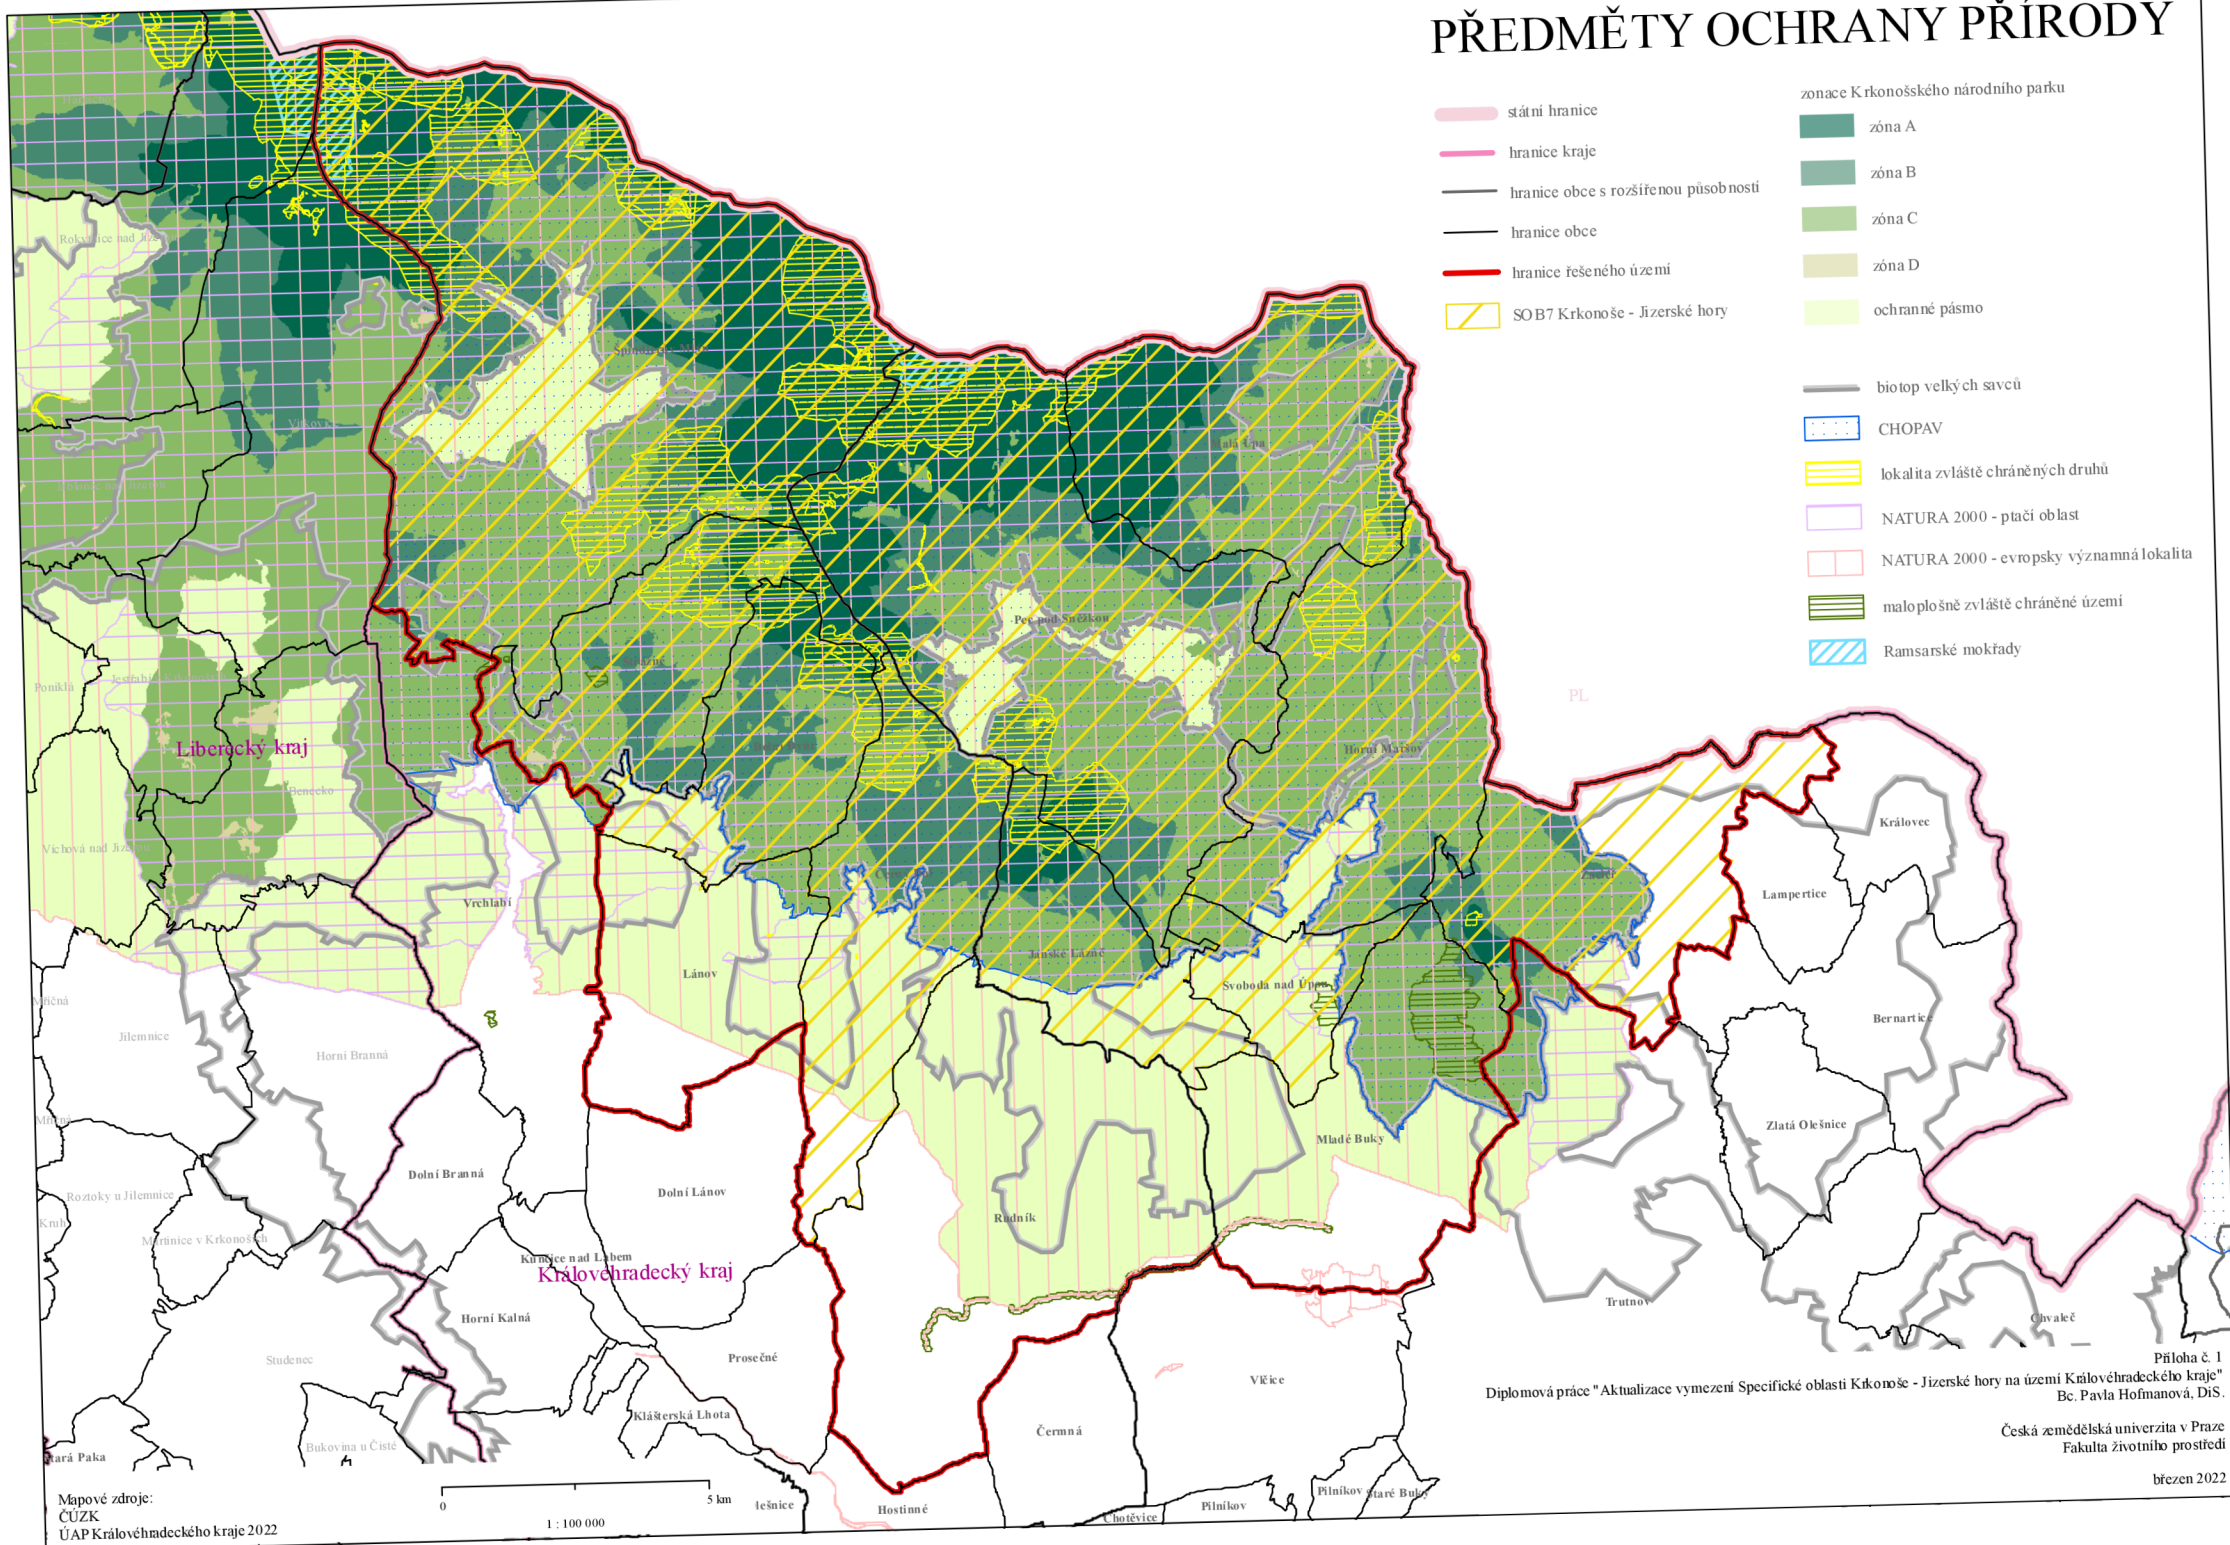 PŘEDMĚTY OCHRANY PŘÍRODY
státní hranice
hranice kraje
hranice obce s rozšířenou působností
hranice obce
hranice řešeného území
SOB7 Krkonoše - Jizerské hory
zonace Krkonošského národního parku
zóna A
zóna B
zóna C
zóna D
ochranné pásmo
biotop velkých savců
CHOPAV
lokalita zvláště chráněných druhů
NATURA 2000 - ptačí oblast
NATURA 2000 - evropsky významná lokalita
maloplošně zvláště chráněné území
Ramsarské mokřady
PL
Rokytnice nad Jize
Malá Úpa
Pec pod Sněžkou
Poniklá
Liberecký kraj
Horní Maršov
Benecko
Víchová nad Jizerou
Královec
Žacléř
Lampertice
Vrchlabí
Lánov
Janské Lázně
Svoboda nad Úpou
Bernartice
Jilemnice
Horní Branná
Mladé Buky
Zlatá Olešnice
Dolní Branná
Dolní Lánov
Roztoky u Jilemnice
Kruh
Martinice v Krkonoších
Rudník
Kunčice nad Labem
Královéhradecký kraj
Trutnov
Chvaleč
Horní Kalná
Studenec
Prosečné
Vlčice
Klášterská Lhota
Čermná
Bukovina u Čisté
tará Paka
lešnice
Hostinné
Chotěvice
Pilníkov
Pilníkov
Staré Buky
Příloha č. 1
Diplomová práce "Aktualizace vymezení Specifické oblasti Krkonoše - Jizerské hory na území Královéhradeckého kraje"
Bc. Pavla Hofmanová, DiS.
Česká zemědělská univerzita v Praze
Fakulta životního prostředí
březen 2022
Mapové zdroje:
ČÚZK
ÚAP Královéhradeckého kraje 2022
0
5 km
1 : 100 000